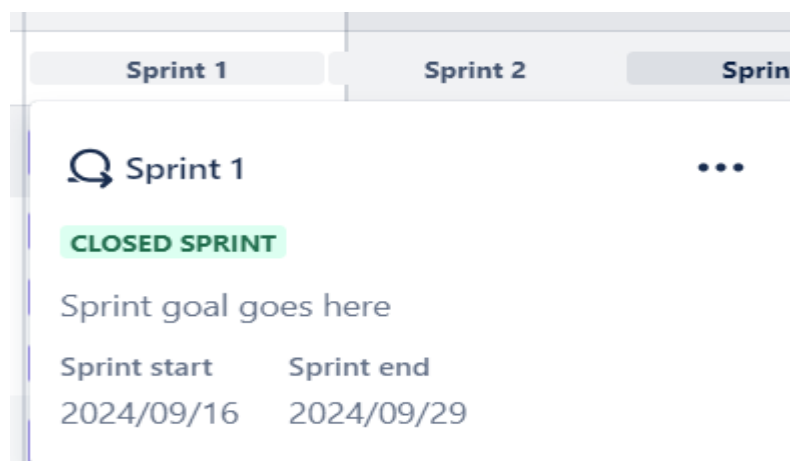 Sprint 1 Sprint 2 Sprin
Sprint 1
CLOSED SPRINT
Sprint goal goes here
Sprint start Sprint end
2024/09/16 2024/09/29